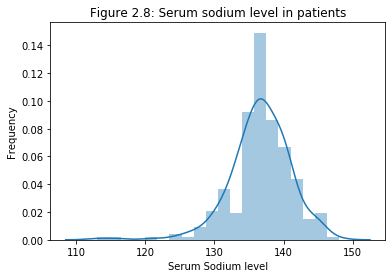 Figure 2.8: Serum sodium level in patients
0.14
0.12
0.10
0.08
0.06
0.04
0.02
0.00
Frequency
110 120 130 140 150
Serum Sodium level